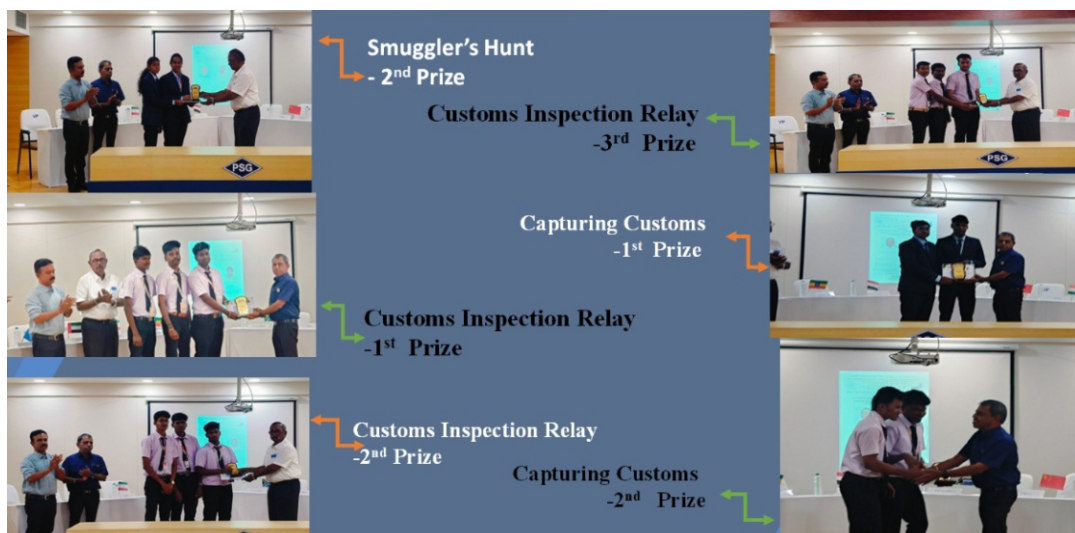 Smuggler's Hunt
- 2nd Prize
Customs Inspection Relay
-3rd Prize
Capturing Customs
-1st Prize
Customs Inspection Relay
-1st Prize
Customs Inspection Relay
-2nd Prize
Capturing Customs
-2nd Prize
PSG
PSG
PSG